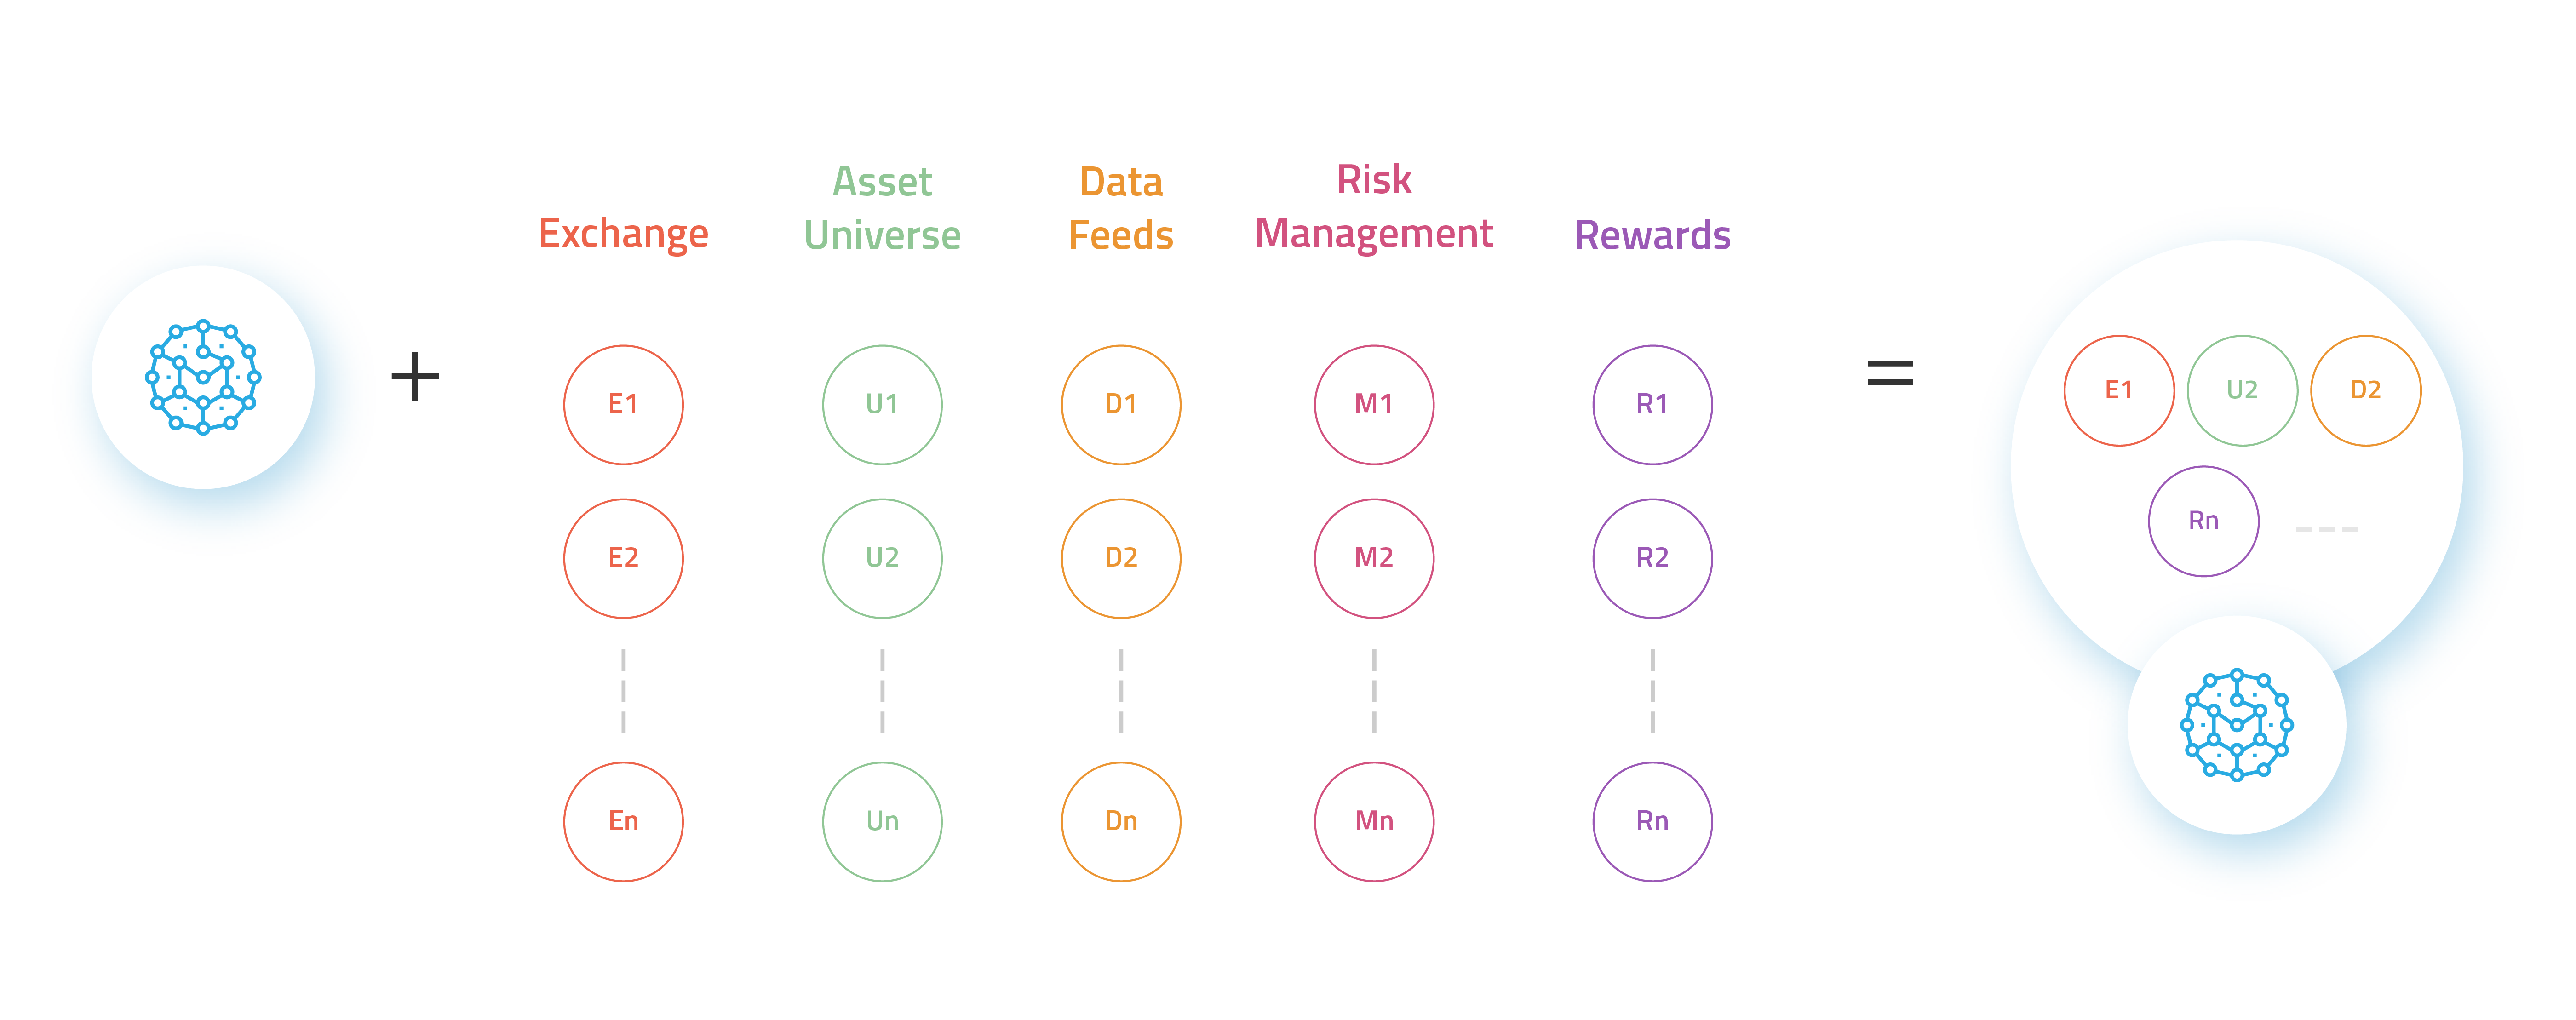 Exchange
Asset
Universe
Data
Feeds
Risk
Management
Rewards
+
=
E1 U1 D1 M1 R1
E2 U2 D2 M2 R2
En Un Dn Mn Rn
E1 U2 D2
Rn